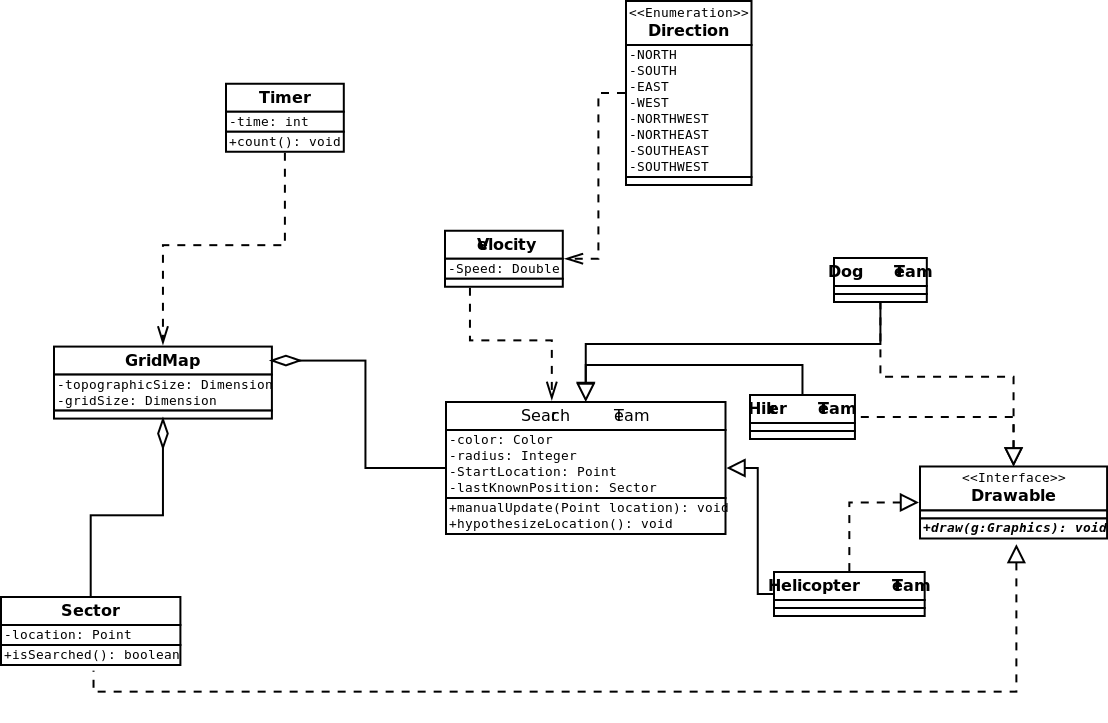 <<Enumeration>>
Direction
-NORTH
-SOUTH
-EAST
-WEST
-NORTHWEST
-NORTHEAST
-SOUTHEAST
-SOUTHWEST
Timer
-time: int
+count(): void
Velocity
-Speed: Double
Dog Team
GridMap
-topographicSize: Dimension
-gridSize: Dimension
Search Team
-color: Color
-radius: Integer
-StartLocation: Point
-lastKnownPosition: Sector
+manualUpdate(Point location): void
+hypothesizeLocation(): void
Hiker Team
<<Interface>>
Drawable
+draw(g:Graphics): void
Helicopter Team
Sector
-location: Point
+isSearched(): boolean